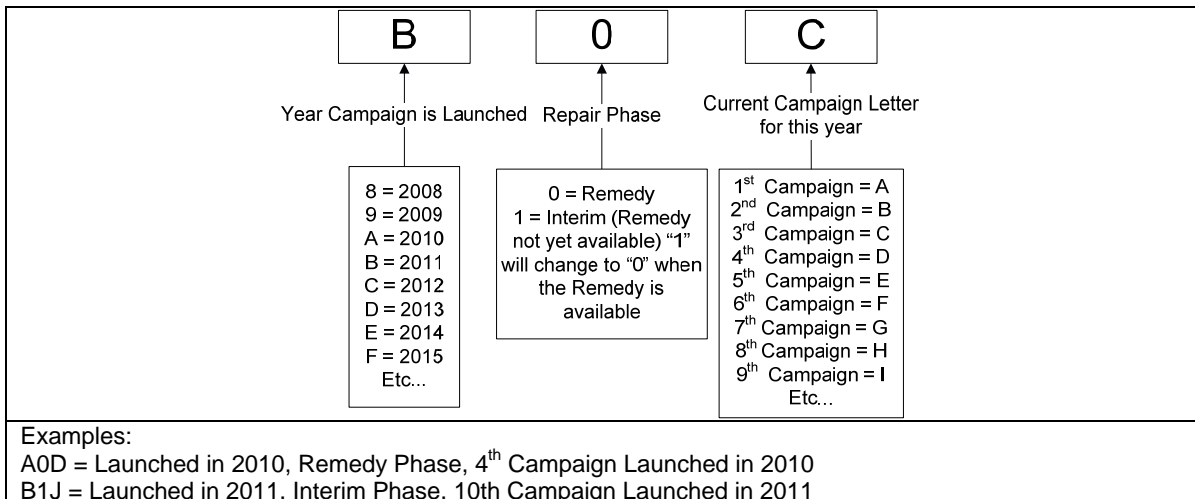 B 0 C
Year Campaign is Launched
Repair Phase
Current Campaign Letter
for this year
8 = 2008
9 = 2009
A = 2010
B = 2011
C = 2012
D = 2013
E = 2014
F = 2015
Etc...
0 = Remedy
1 = Interim (Remedy
not yet available) “1”
will change to “0” when
the Remedy is
available
1st Campaign = A
2nd Campaign = B
3rd Campaign = C
4th Campaign = D
5th Campaign = E
6th Campaign = F
7th Campaign = G
8th Campaign = H
9th Campaign = I
Etc...
Examples:
A0D = Launched in 2010, Remedy Phase, 4th Campaign Launched in 2010
B1J = Launched in 2011, Interim Phase, 10th Campaign Launched in 2011